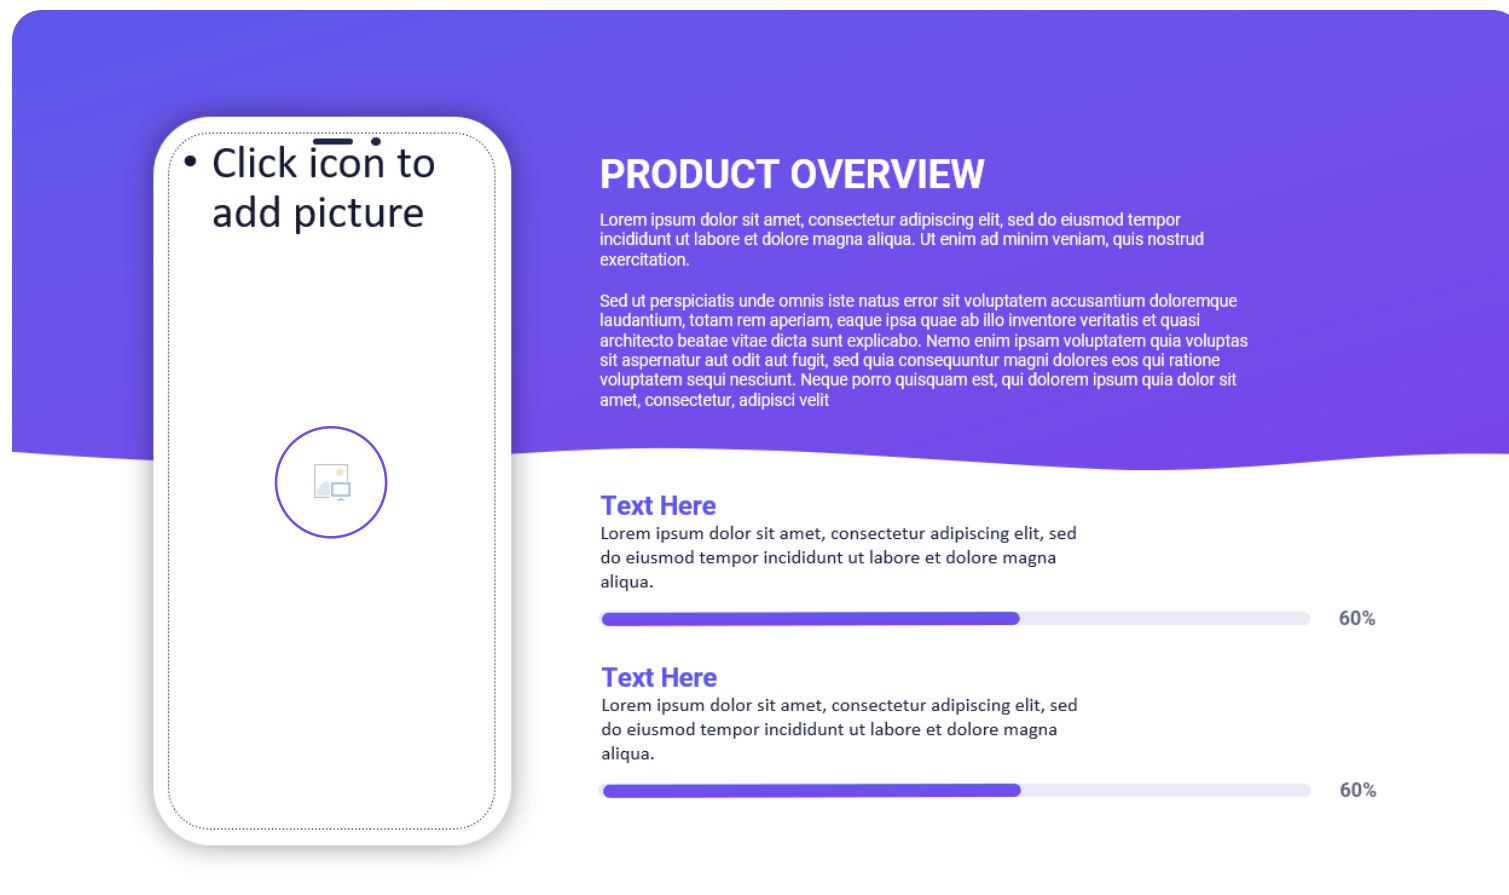 • Click icon to
add picture
PRODUCT OVERVIEW
Lorem ipsum dolor sit amet, consectetur adipiscing elit, sed do eiusmod tempor
incididunt ut labore et dolore magna aliqua. Ut enim ad minim veniam, quis nostrud
exercitation.
Sed ut perspiciatis unde omnis iste natus error sit voluptatem accusantium doloremque
laudantium, totam rem aperiam, eaque ipsa quae ab illo inventore veritatis et quasi
architecto beatae vitae dicta sunt explicabo. Nemo enim ipsam voluptatem quia voluptas
sit aspernatur aut odit aut fugit, sed quia consequuntur magni dolores eos qui ratione
voluptatem sequi nesciunt. Neque porro quisquam est, qui dolorem ipsum quia dolor sit
amet, consectetur, adipisci velit
Text Here
Lorem ipsum dolor sit amet, consectetur adipiscing elit, sed
do eiusmod tempor incididunt ut labore et dolore magna
aliqua.
60%
Text Here
Lorem ipsum dolor sit amet, consectetur adipiscing elit, sed
do eiusmod tempor incididunt ut labore et dolore magna
aliqua.
60%